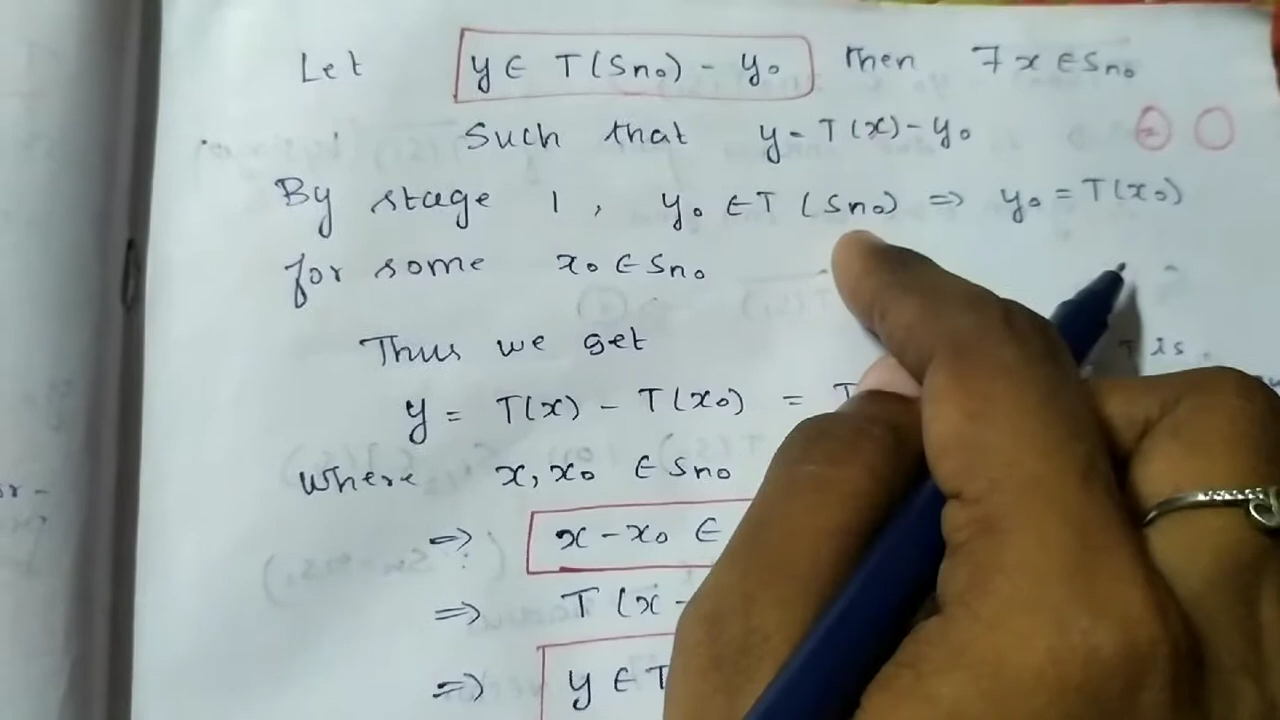 Let y ∈ T(Sn₀) - y₀ then ∃ x ∈ Sn₀
Such that y = T(x) - y₀
By stage 1, y₀ ∈ T(Sn₀) ⇒ y₀ = T(x₀)
for some x₀ ∈ Sn₀
Thus we get
T is
y = T(x) - T(x₀) = T
where x, x₀ ∈ Sn₀
⇒ x - x₀ ∈
⇒ T(x -
⇒ y ∈ T